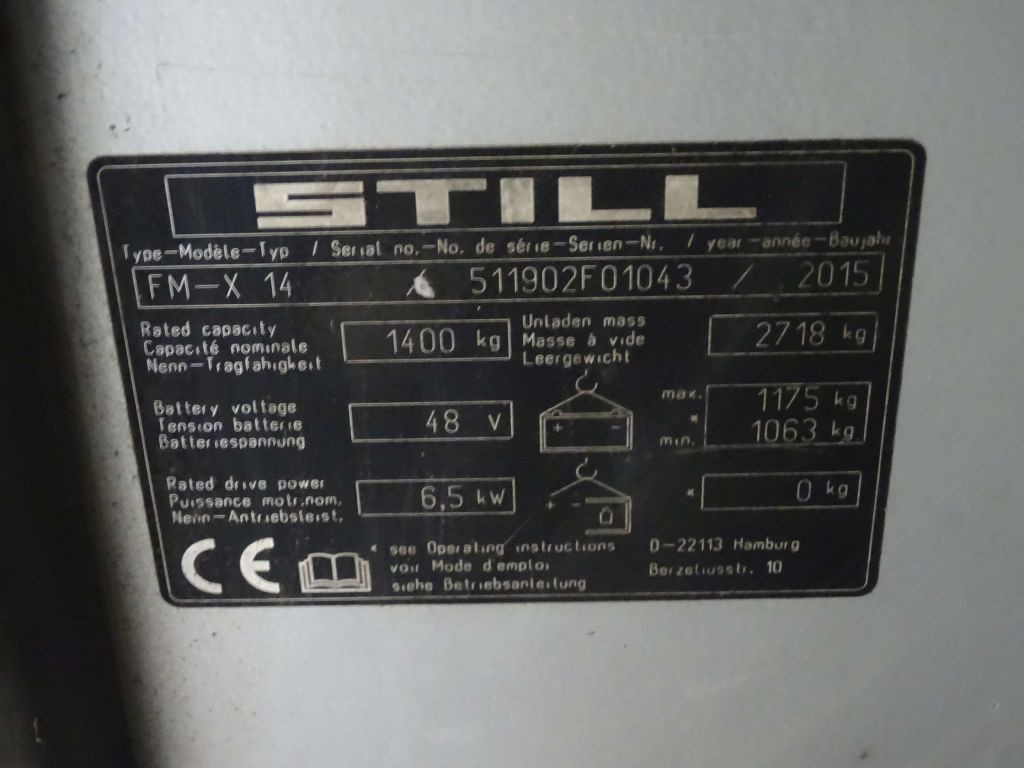 STILL
Type-Modèle-Typ / Serial no.-No. de série-Serien-Nr. / year-année-Baujahr
FM-X 14 / 511902F01043 / 2015
Rated capacity
Capacité nominale
Nenn-Tragfähigkeit
1400 kg
Unladen mass
Masse à vide
Leergewicht
2718 kg
Battery voltage
Tension batterie
Batteriespannung
48 V
+ -
max. 1175 kg
*
min. 1063 kg
Rated drive power
Puissance motr.nom.
Nenn-Antriebsleist.
6,5 kW
+ -
* 0 kg
CE
* see Operating instructions
voir Mode d'emploi
siehe Betriebsanleitung
D-22113 Hamburg
Berzeliusstr. 10